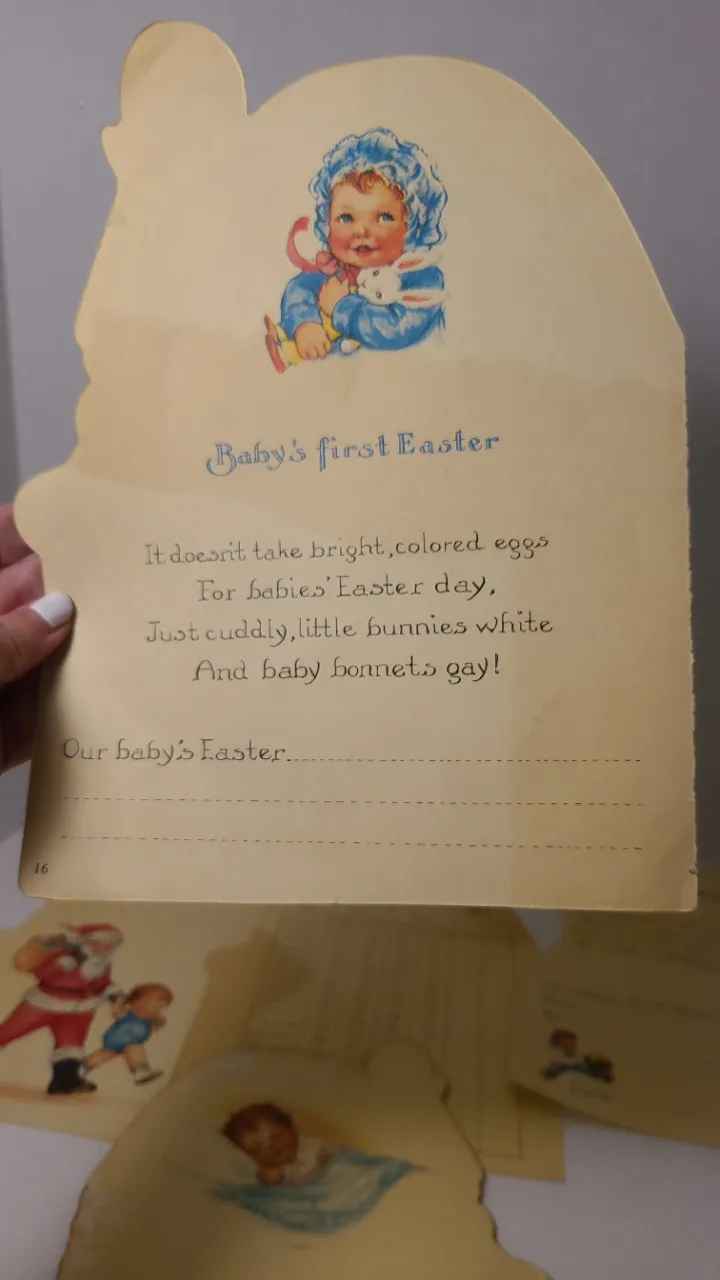 Baby's first Easter
It doesn't take bright, colored eggs
For babies' Easter day,
Just cuddly, little bunnies white
And baby bonnets gay!
Our baby's Easter
16